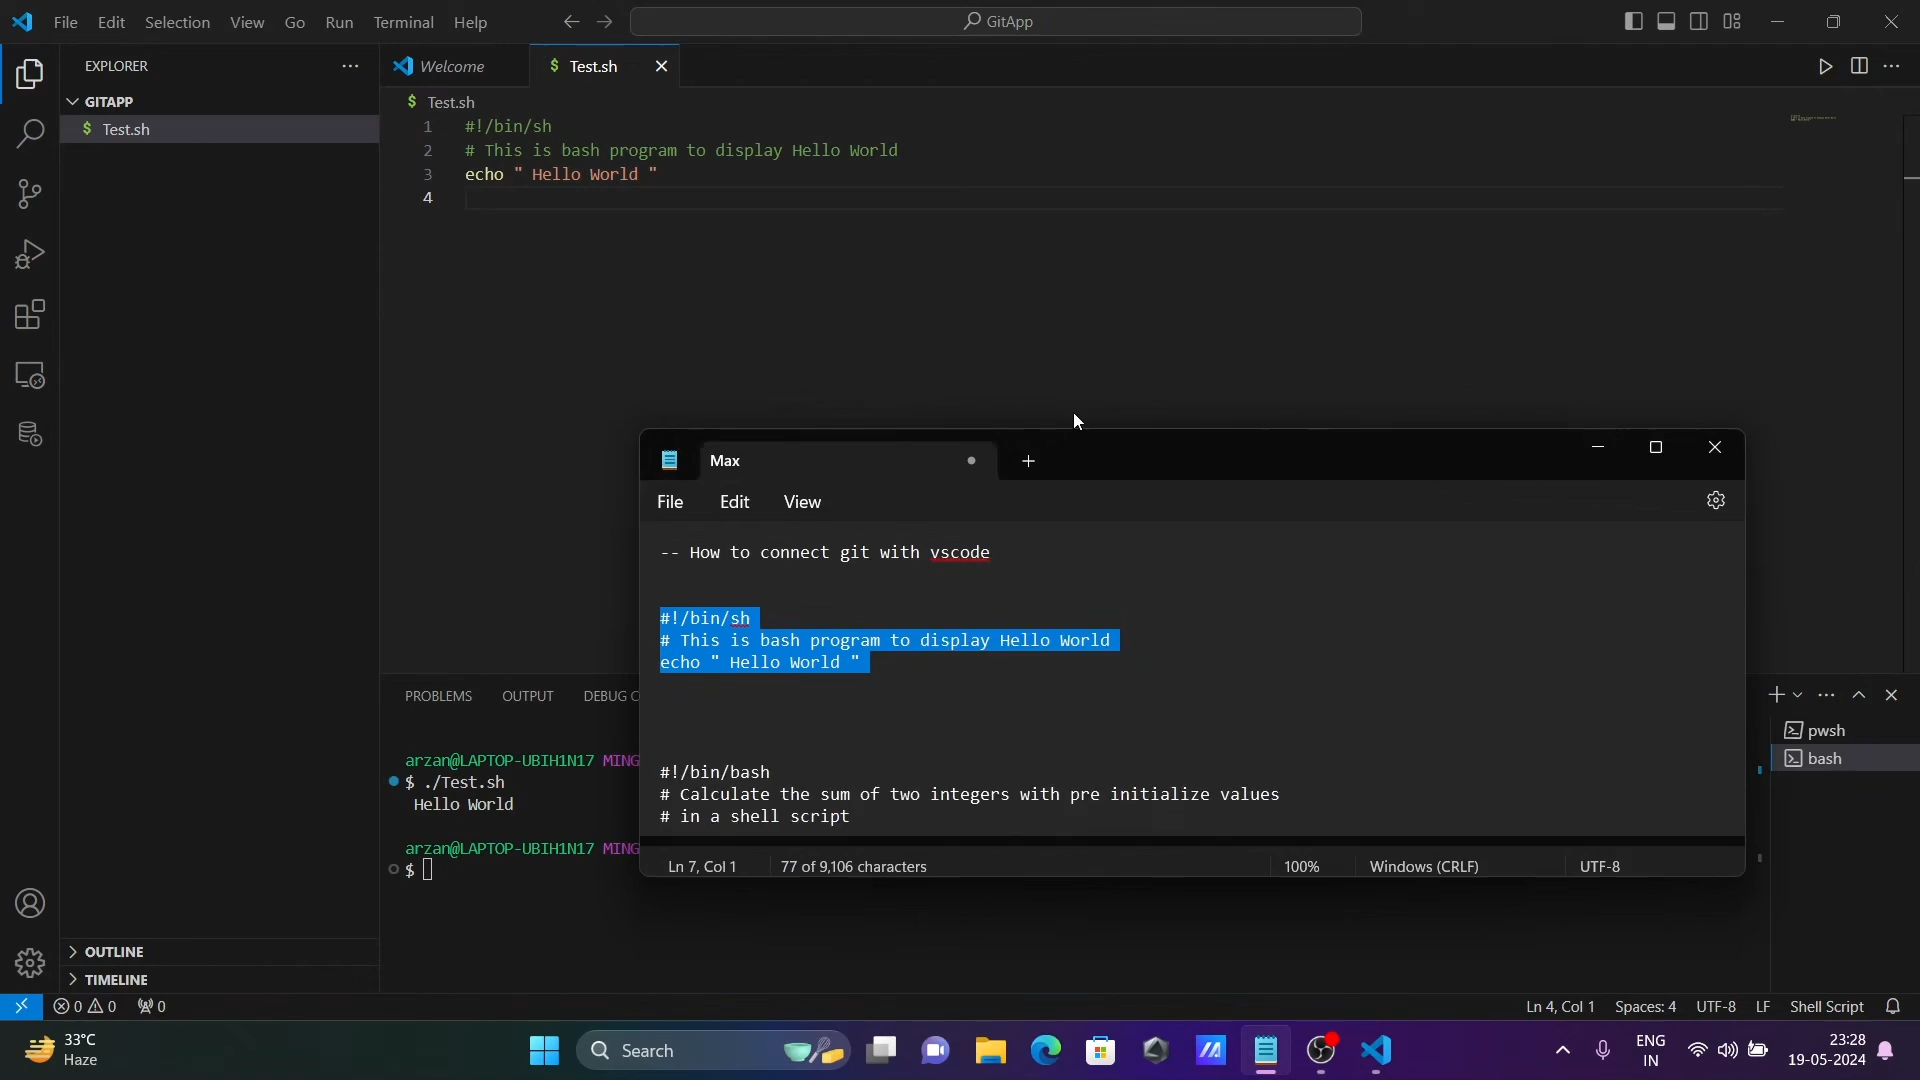 File Edit Selection View Go Run Terminal Help
GitApp
EXPLORER
GITAPP
$ Test.sh
Welcome
$ Test.sh
$ Test.sh
1 #!/bin/sh
2 # This is bash program to display Hello World
3 echo " Hello World "
4
Max
File Edit View
-- How to connect git with vscode
#!/bin/sh
# This is bash program to display Hello World
echo " Hello World "
#!/bin/bash
# Calculate the sum of two integers with pre initialize values
# in a shell script
Ln 7, Col 1 77 of 9,106 characters 100% Windows (CRLF) UTF-8
PROBLEMS OUTPUT DEBUG C
arzan@LAPTOP-UBIH1N17 MING
$ ./Test.sh
Hello World
arzan@LAPTOP-UBIH1N17 MING
$
pwsh
bash
OUTLINE
TIMELINE
0 0 0
Ln 4, Col 1 Spaces: 4 UTF-8 LF Shell Script
33°C
Haze
Search
ENG
IN
23:28
19-05-2024